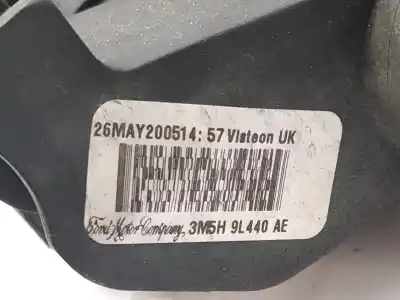 26MAY200514:57 Visteon UK
Ford Motor Company 3M5H 9L440 AE